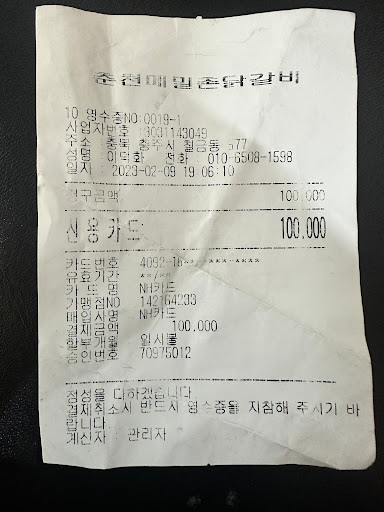 춘천메밀촌닭갈비
10 영수증NO:0019-1
사업자번호 :3031143049
주소 : 충북 충주시 칠금동 577
성명 : 이덕화 전화 : 010-6508-1598
일자 : 2023-02-09 19:06:10
청구금액 100,000
신용카드 100,000
카드번호 : 4092-16**-****-****
유효기간 : **/**
카 드 명 : NH카드
가맹점NO : 142164233
매입사명 : NH카드
결제금액 : 100,000
할부개월 : 일시불
승인번호 : 70975012
정성을 다하겠습니다
결제취소시 반드시 영수증을 지참해 주시기 바
랍니다.
계산자 : 관리자